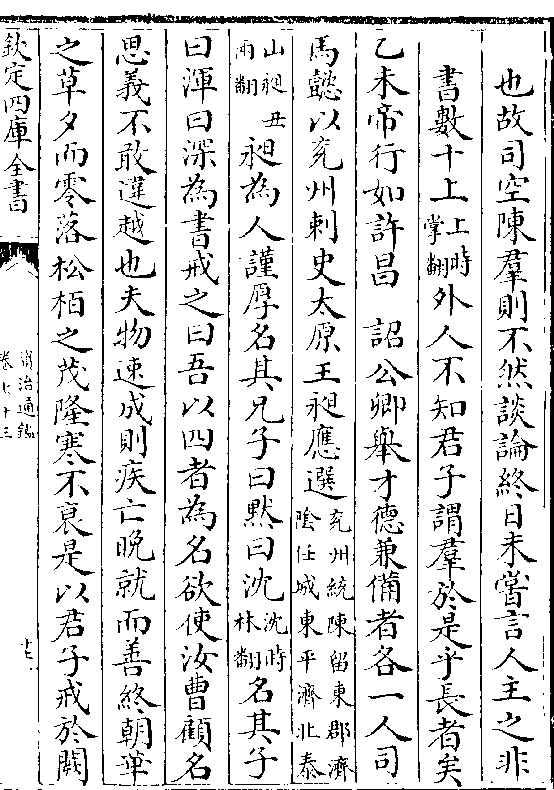 也故司空陳羣則不然談論終日未嘗言人主之非
書數十上上時掌翻外人不知君子謂羣於是乎長者矣
乙未帝行如許昌　詔公卿舉才德兼備者各一人司
馬懿以兖州刺史太原王昶應選兖州統陳留東郡濟陰任城東平濟北泰
山昶丑兩翻昶為人謹厚名其兄子曰黙曰沈沈時林翻名其子
曰渾曰深為書戒之曰吾以四者為名欲使汝曹顧名
思義不敢違越也夫物速成則疾亡晚就而善終朝華
之草夕而零落松栢之茂隆寒不衰是以君子戒於闕
欽定四庫全書
資治通鑑
卷七十三